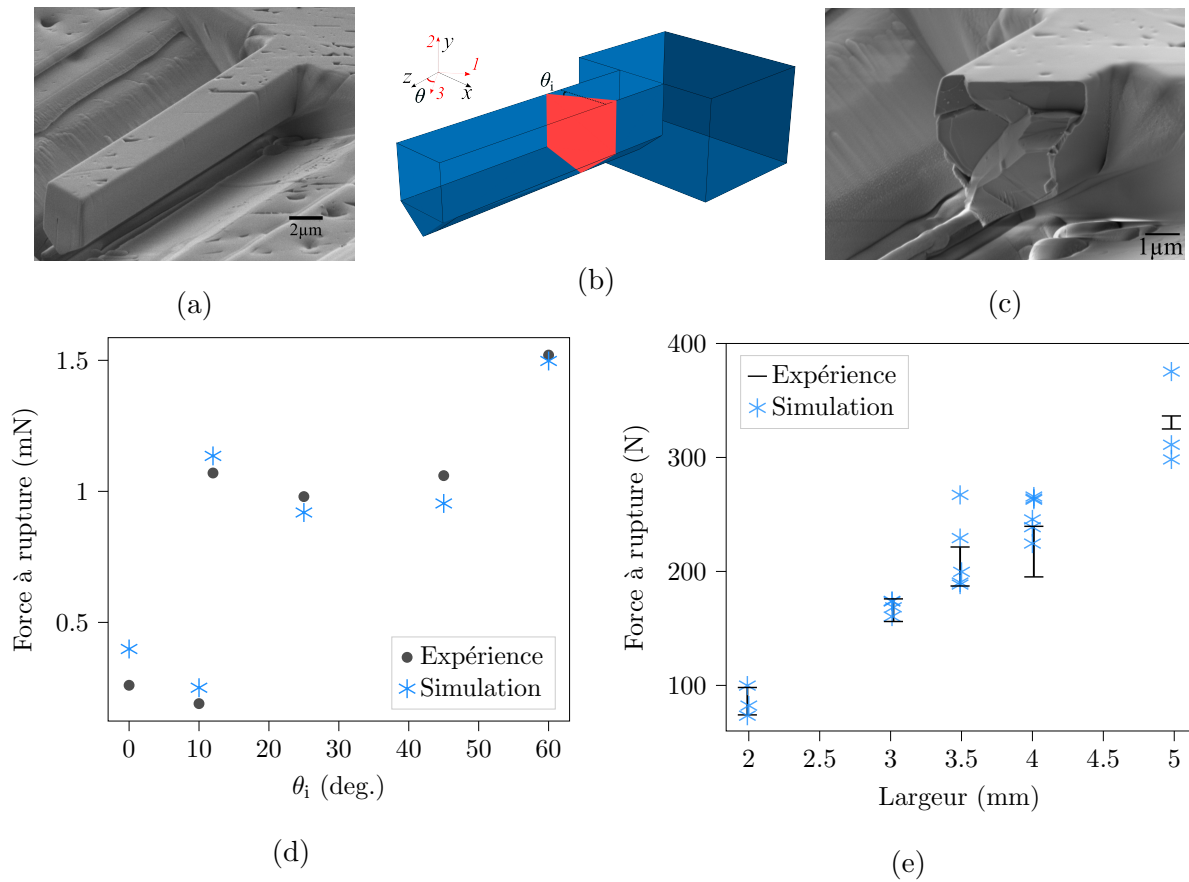 2μm
2
y
1
z
θ
3
x
θi
1μm
(a)
(b)
(c)
1.5
1
0.5
Force à rupture (mN)
Expérience
Simulation
0 10 20 30 40 50 60
θi (deg.)
(d)
400
300
200
100
Force à rupture (N)
Expérience
Simulation
2 2.5 3 3.5 4 4.5 5
Largeur (mm)
(e)